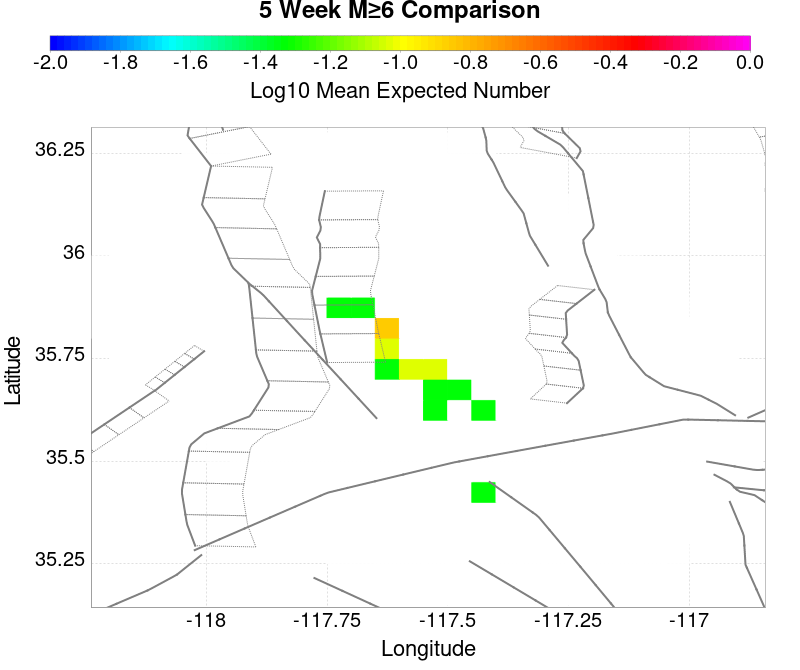 5 Week M≥6 Comparison
-2.0 -1.8 -1.6 -1.4 -1.2 -1.0 -0.8 -0.6 -0.4 -0.2 0.0
Log10 Mean Expected Number
36.25
36
35.75
35.5
35.25
Latitude
-118 -117.75 -117.5 -117.25 -117
Longitude